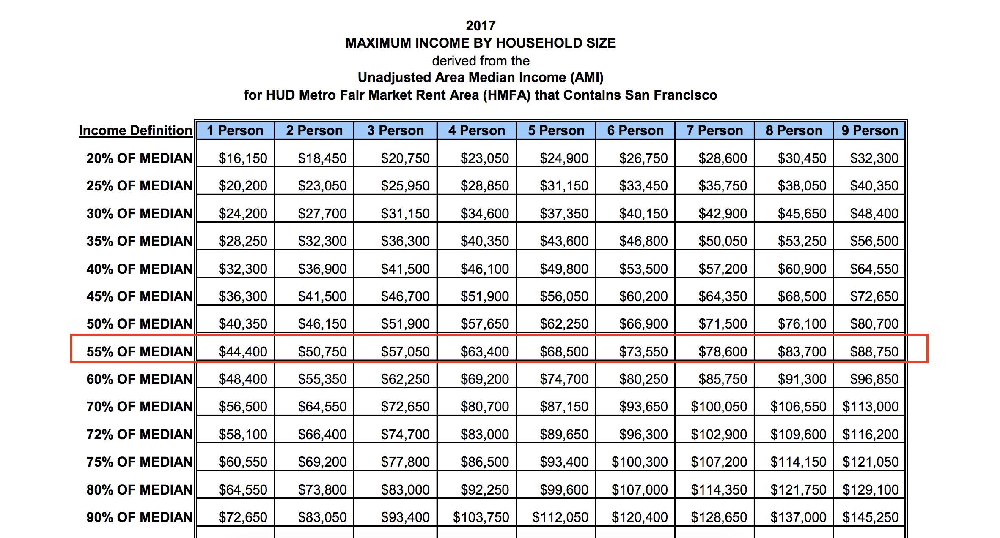 2017
MAXIMUM INCOME BY HOUSEHOLD SIZE
derived from the
Unadjusted Area Median Income (AMI)
for HUD Metro Fair Market Rent Area (HMFA) that Contains San Francisco
Income Definition 1 Person 2 Person 3 Person 4 Person 5 Person 6 Person 7 Person 8 Person 9 Person
20% OF MEDIAN $16,150 $18,450 $20,750 $23,050 $24,900 $26,750 $28,600 $30,450 $32,300
25% OF MEDIAN $20,200 $23,050 $25,950 $28,850 $31,150 $33,450 $35,750 $38,050 $40,350
30% OF MEDIAN $24,200 $27,700 $31,150 $34,600 $37,350 $40,150 $42,900 $45,650 $48,400
35% OF MEDIAN $28,250 $32,300 $36,300 $40,350 $43,600 $46,800 $50,050 $53,250 $56,500
40% OF MEDIAN $32,300 $36,900 $41,500 $46,100 $49,800 $53,500 $57,200 $60,900 $64,550
45% OF MEDIAN $36,300 $41,500 $46,700 $51,900 $56,050 $60,200 $64,350 $68,500 $72,650
50% OF MEDIAN $40,350 $46,150 $51,900 $57,650 $62,250 $66,900 $71,500 $76,100 $80,700
55% OF MEDIAN $44,400 $50,750 $57,050 $63,400 $68,500 $73,550 $78,600 $83,700 $88,750
60% OF MEDIAN $48,400 $55,350 $62,250 $69,200 $74,700 $80,250 $85,750 $91,300 $96,850
70% OF MEDIAN $56,500 $64,550 $72,650 $80,700 $87,150 $93,650 $100,050 $106,550 $113,000
72% OF MEDIAN $58,100 $66,400 $74,700 $83,000 $89,650 $96,300 $102,900 $109,600 $116,200
75% OF MEDIAN $60,550 $69,200 $77,800 $86,500 $93,400 $100,300 $107,200 $114,150 $121,050
80% OF MEDIAN $64,550 $73,800 $83,000 $92,250 $99,600 $107,000 $114,350 $121,750 $129,100
90% OF MEDIAN $72,650 $83,050 $93,400 $103,750 $112,050 $120,400 $128,650 $137,000 $145,250